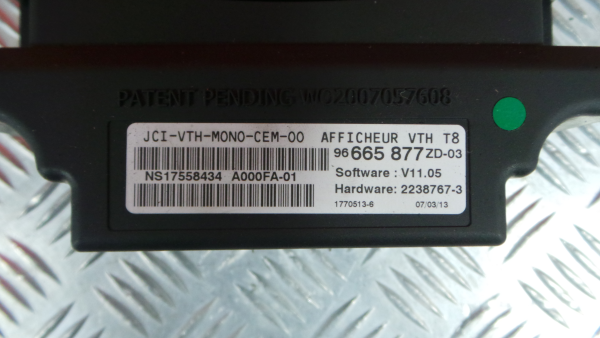 PATENT PENDING WO2007057608
JCI-VTH-MONO-CEM-00 AFFICHEUR VTH T8
96 665 877 ZD-03
Software : V11.05
NS17558434 A000FA-01
Hardware: 2238767-3
1770513-6 07/03/13